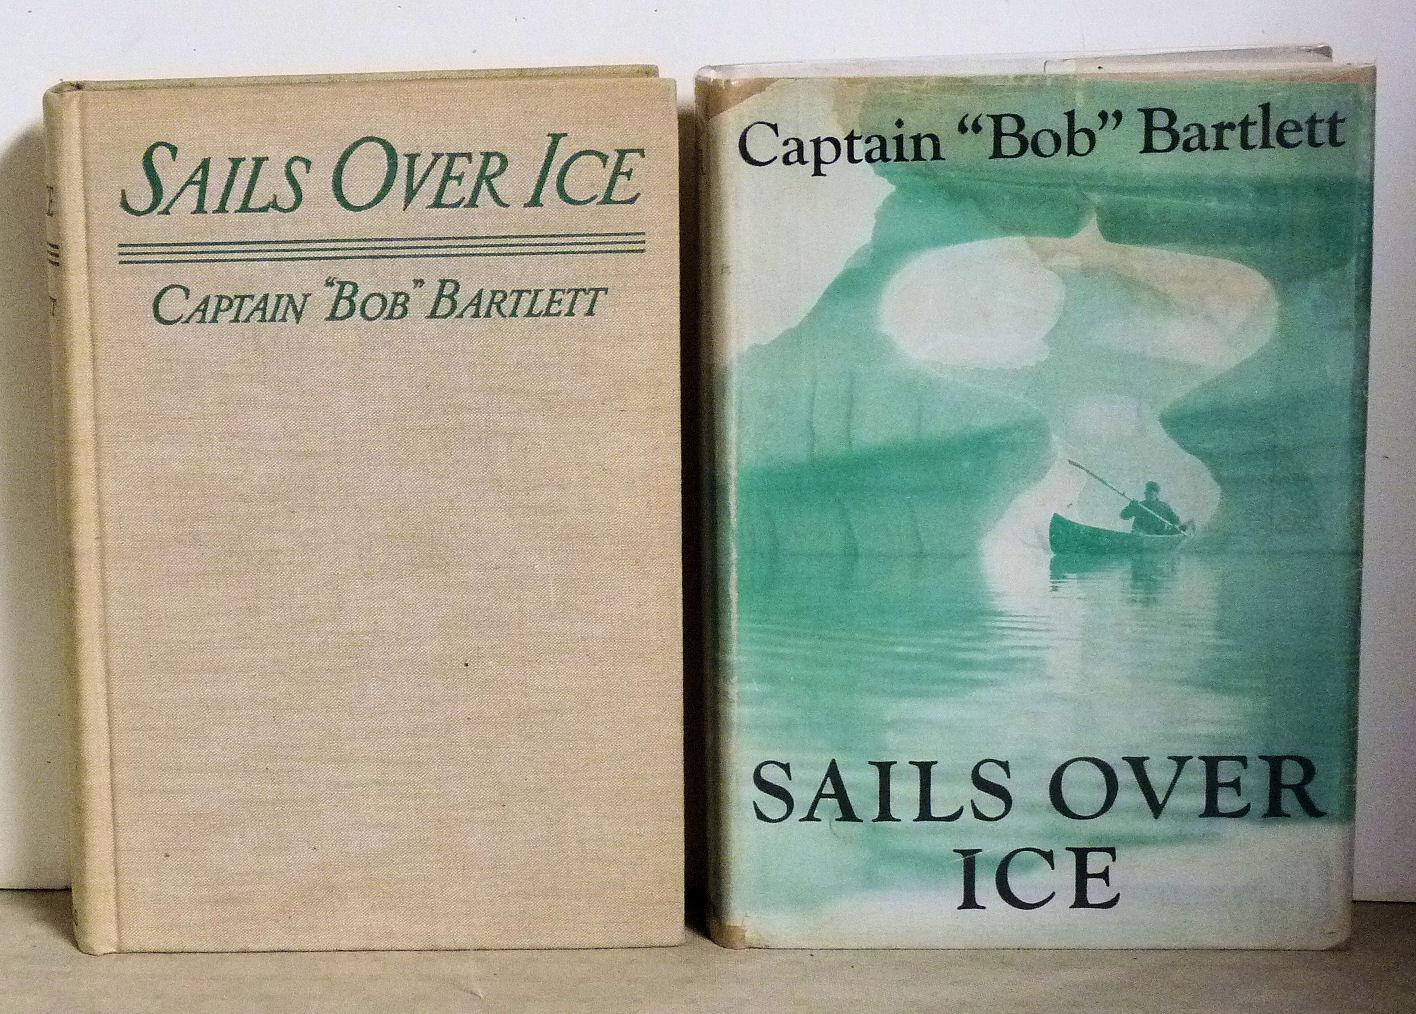 SAILS OVER ICE
CAPTAIN "BOB" BARTLETT
Captain “Bob” Bartlett
SAILS OVER
ICE